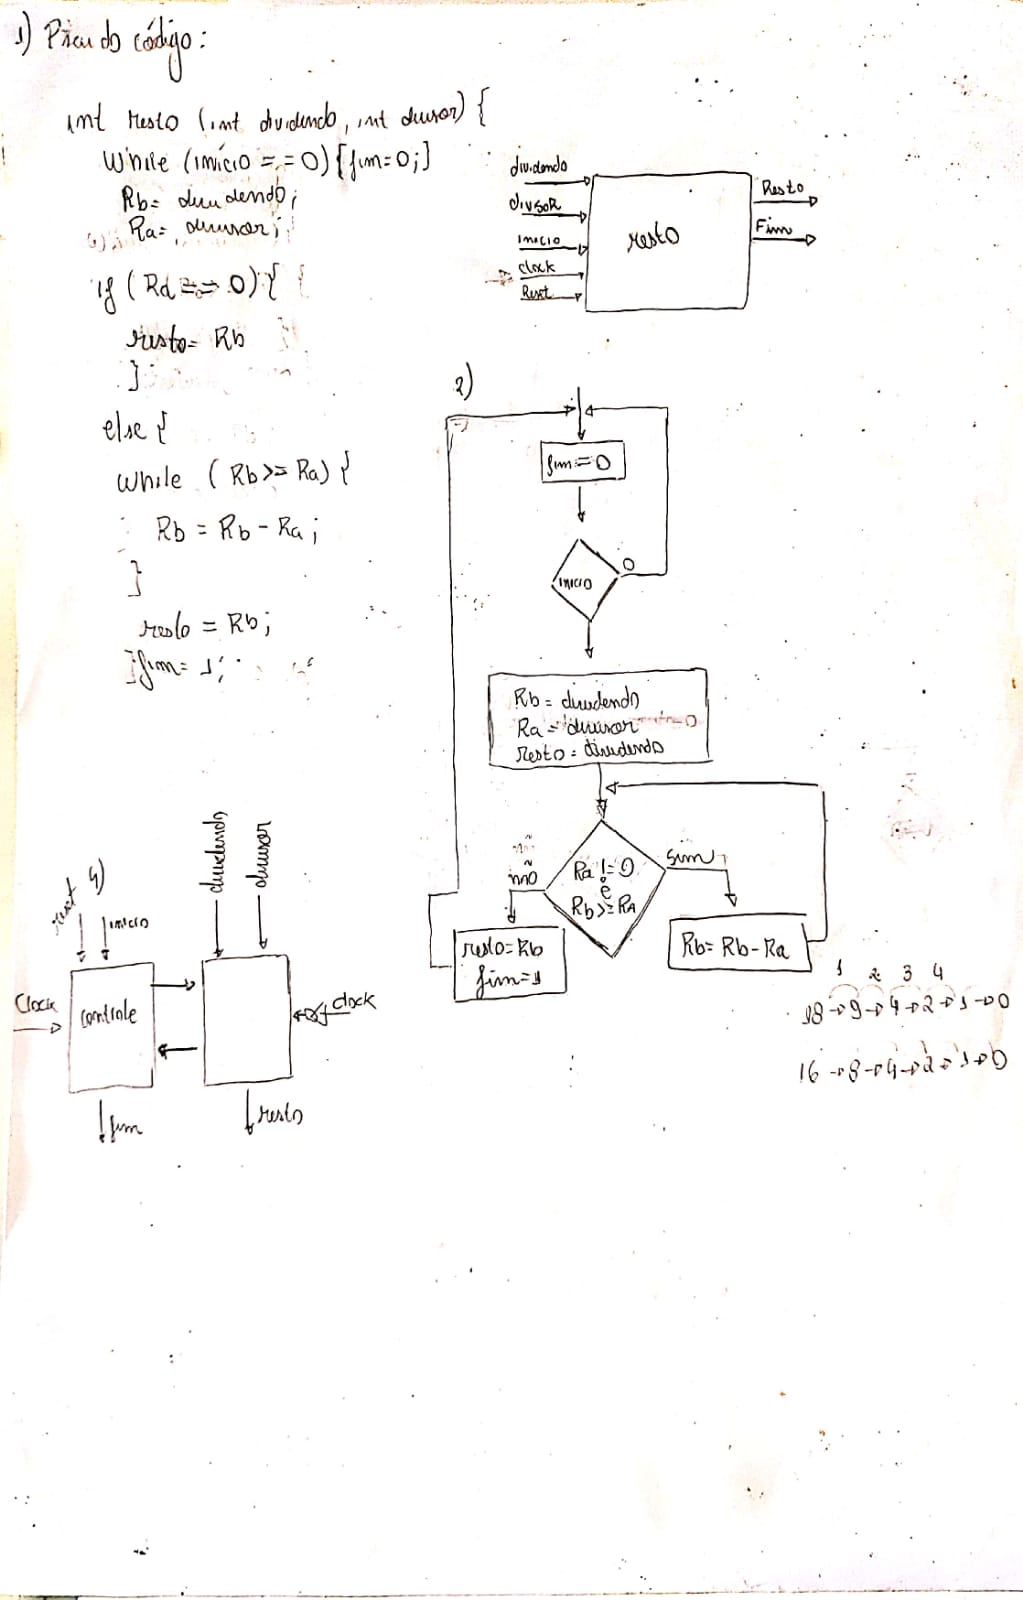 1) Pseudo código:
int resto (int dividendo, int divisor) {
While (início == 0) {fim=0;}
Rb= dividendo;
Ra= divisor;
if (Ra == 0) {
resto= Rb
}
else {
while (Rb>= Ra) {
Rb = Rb - Ra;
}
resto = Rb;
}fim= 1;
dividendo
divisoR
inicio
clock
Reset
resto
Resto
Fim
2)
fim=0
inicio
0
Rb= dividendo
Ra= divisor
Resto= dividendo
Ra != 0
e
Rb>=RA
não
sim
resto=Rb
fim=1
Rb= Rb-Ra
1 2 3 4
18→9→4→2→1→0
16→8→4→2→1→0
4)
reset
inicio
dividendo
divisor
Clock
controle
clock
fim
resto